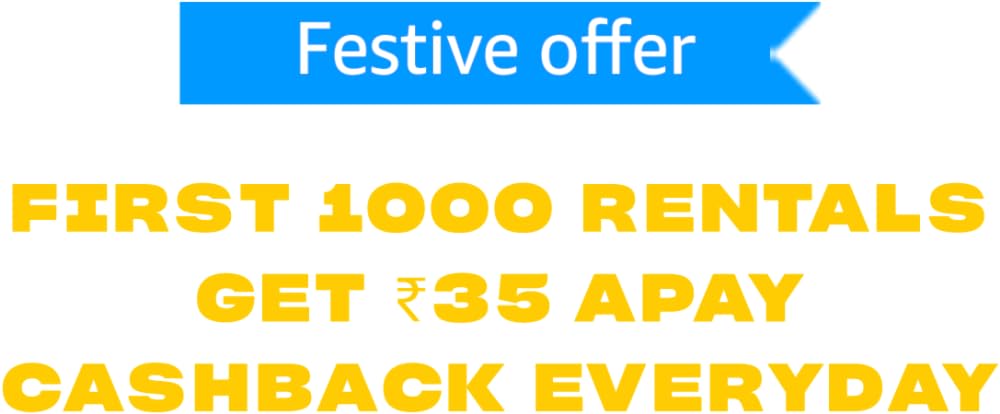 Festive offer
FIRST 1000 RENTALS
GET ₹35 APAY
CASHBACK EVERYDAY